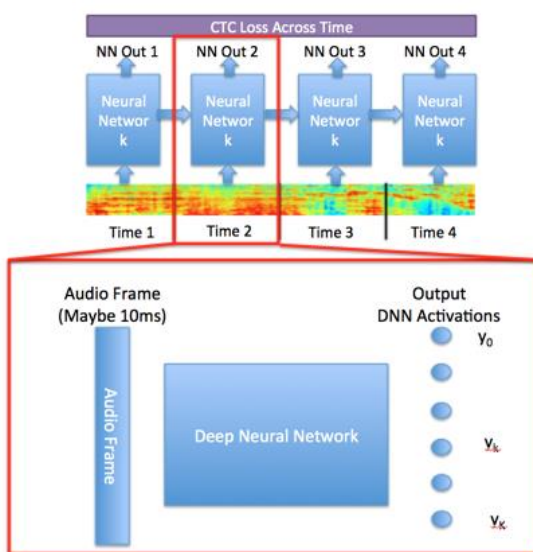 CTC Loss Across Time
NN Out 1 NN Out 2 NN Out 3 NN Out 4
Neural
Networ
k
Neural
Networ
k
Neural
Networ
k
Neural
Networ
k
Time 1 Time 2 Time 3 Time 4
Audio Frame
(Maybe 10ms)
Audio Frame
Deep Neural Network
Output
DNN Activations
y0
yk
yK